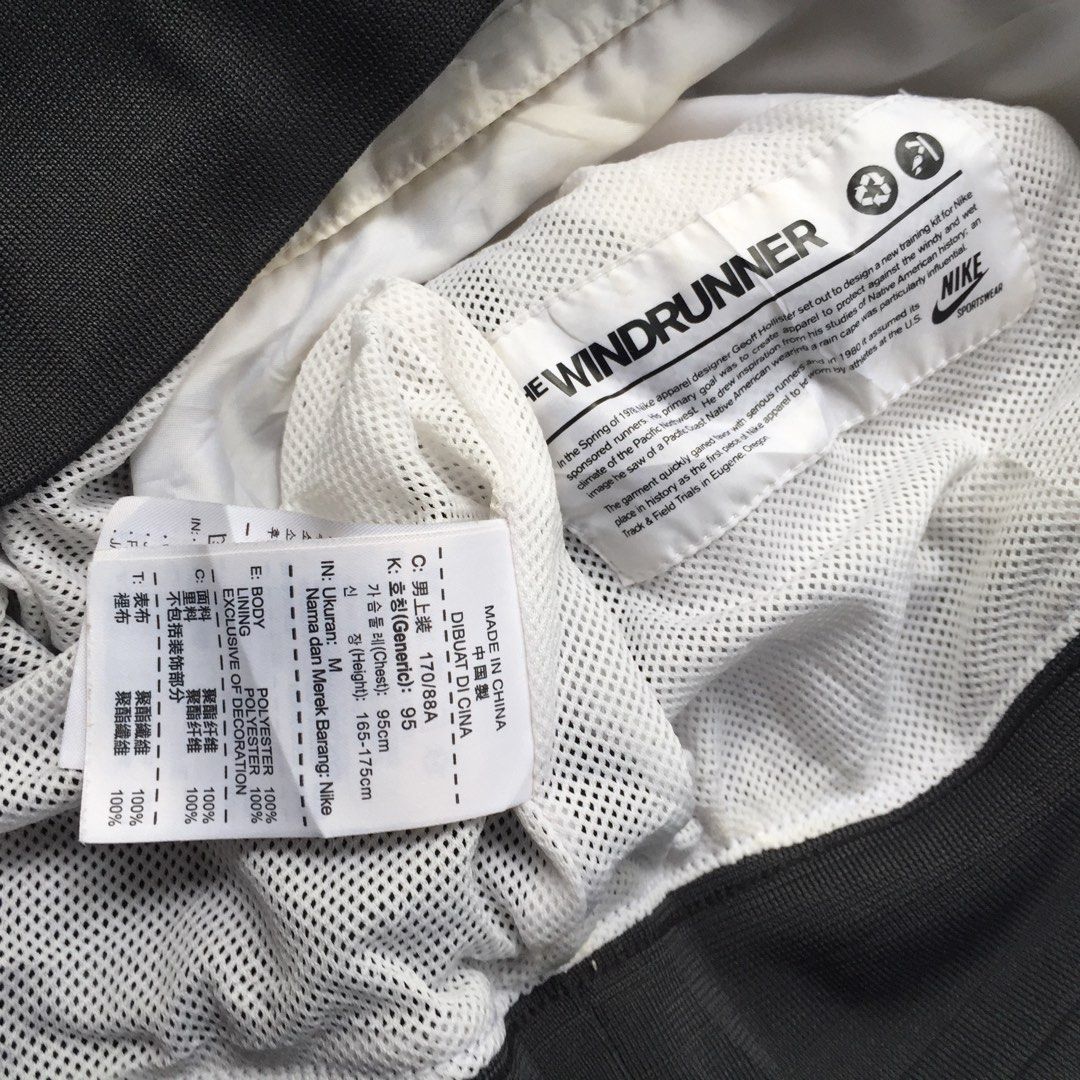 THE WINDRUNNER
In the Spring of 1978, Nike apparel designer Geoff Hollister set out to design a new training kit for Nike
sponsored runners. His primary goal was to create apparel to protect against the windy and wet
climate of the Pacific Northwest. He drew inspiration from his studies of Native American history: an
image he saw of a Pacific Coast Native American wearing a rain cape was particularly influential.
The garment quickly gained favor with serious runners and in 1980 it assumed its
place in history as the first piece of Nike apparel to be worn by athletes at the U.S.
Track & Field Trials in Eugene, Oregon.
NIKE
SPORTSWEAR
MADE IN CHINA
中国製
DIBUAT DI CINA
C: 男上装 170/88A
K: 호칭(Generic): 95
가슴둘레(Chest): 95cm
신 장(Height): 165-175cm
IN: Ukuran: M
Nama dan Merek Barang: Nike
E: BODY POLYESTER 100%
LINING POLYESTER 100%
EXCLUSIVE OF DECORATION
C: 面料 聚酯纤维 100%
里料 聚酯纤维 100%
不包括装饰部分
T: 表布 聚酯纖維 100%
裡布 聚酯纖維 100%
IN: